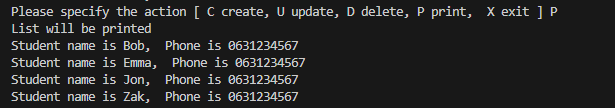 Please specify the action [ C create, U update, D delete, P print,  X exit ] P
List will be printed
Student name is Bob,  Phone is 0631234567
Student name is Emma,  Phone is 0631234567
Student name is Jon,  Phone is 0631234567
Student name is Zak,  Phone is 0631234567